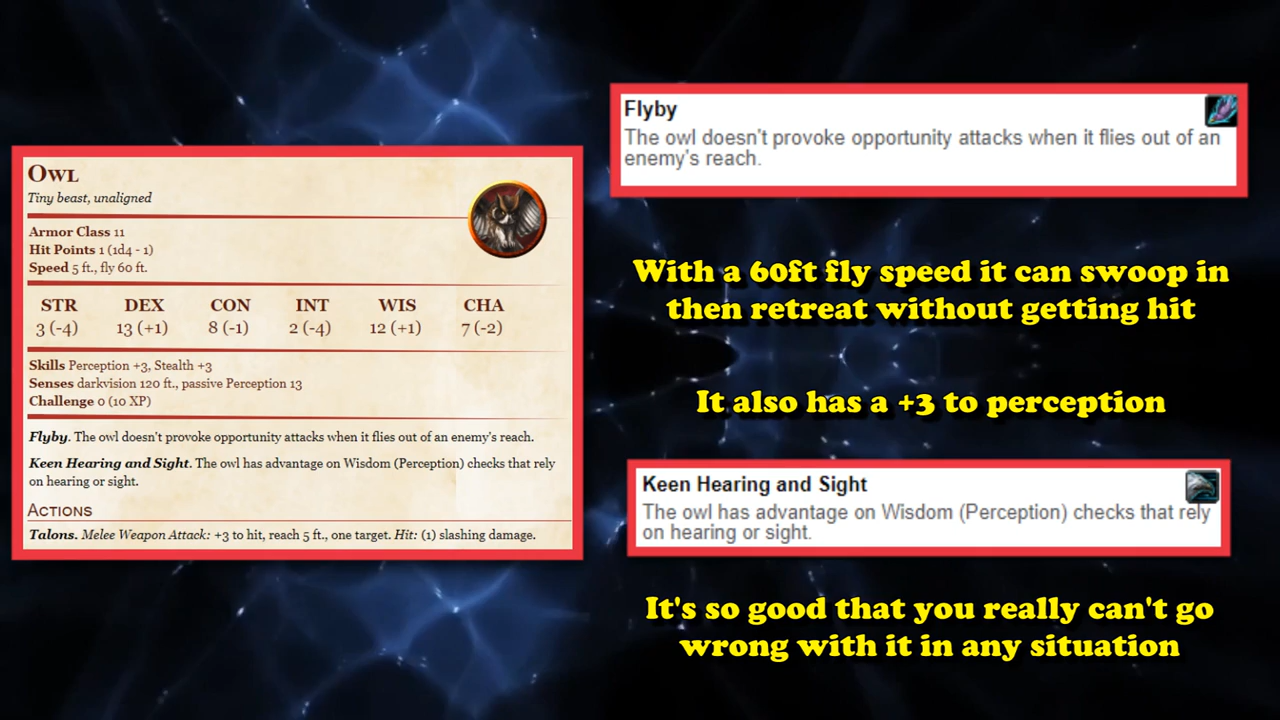 Owl
Tiny beast, unaligned
Armor Class 11
Hit Points 1 (1d4 - 1)
Speed 5 ft., fly 60 ft.
STR DEX CON INT WIS CHA
3 (-4) 13 (+1) 8 (-1) 2 (-4) 12 (+1) 7 (-2)
Skills Perception +3, Stealth +3
Senses darkvision 120 ft., passive Perception 13
Challenge 0 (10 XP)
Flyby. The owl doesn't provoke opportunity attacks when it flies out of an enemy's reach.
Keen Hearing and Sight. The owl has advantage on Wisdom (Perception) checks that rely
on hearing or sight.
Actions
Talons. Melee Weapon Attack: +3 to hit, reach 5 ft., one target. Hit: (1) slashing damage.
Flyby
The owl doesn't provoke opportunity attacks when it flies out of an
enemy's reach.
With a 60ft fly speed it can swoop in
then retreat without getting hit
It also has a +3 to perception
Keen Hearing and Sight
The owl has advantage on Wisdom (Perception) checks that rely
on hearing or sight.
It's so good that you really can't go
wrong with it in any situation